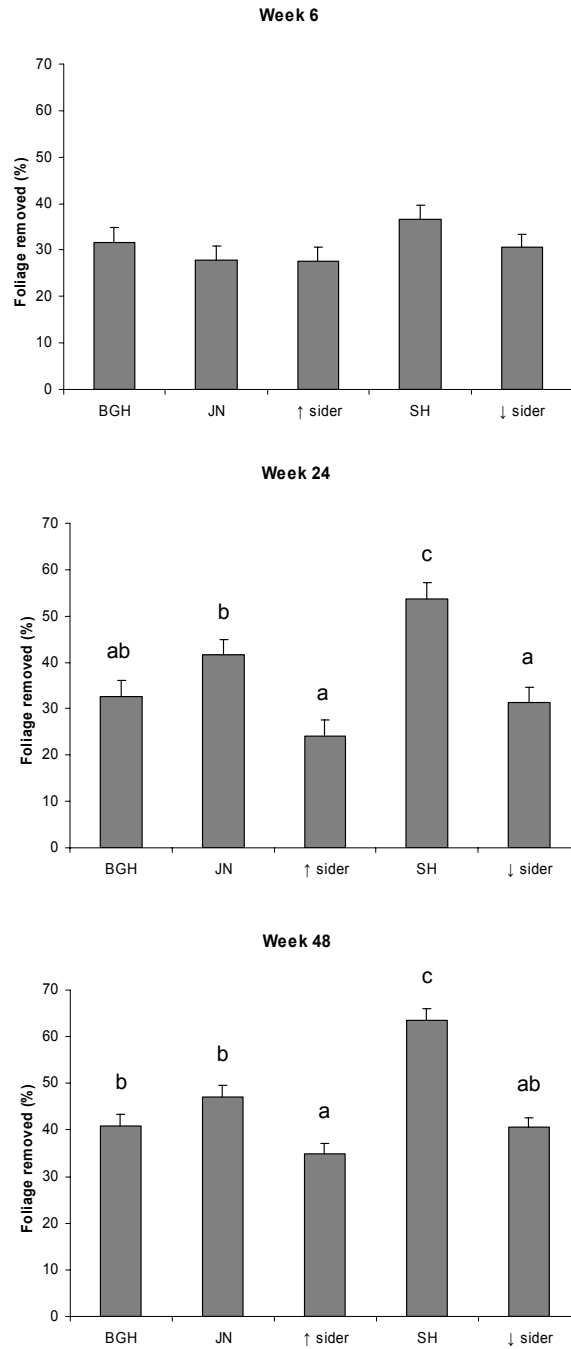 Week 6
70
60
50
40
30
20
10
0
Foliage removed (%)
BGH JN ↑ sider SH ↓ sider
Week 24
70
60
50
40
30
20
10
0
Foliage removed (%)
ab b a c a
BGH JN ↑ sider SH ↓ sider
Week 48
70
60
50
40
30
20
10
0
Foliage removed (%)
b b a c ab
BGH JN ↑ sider SH ↓ sider